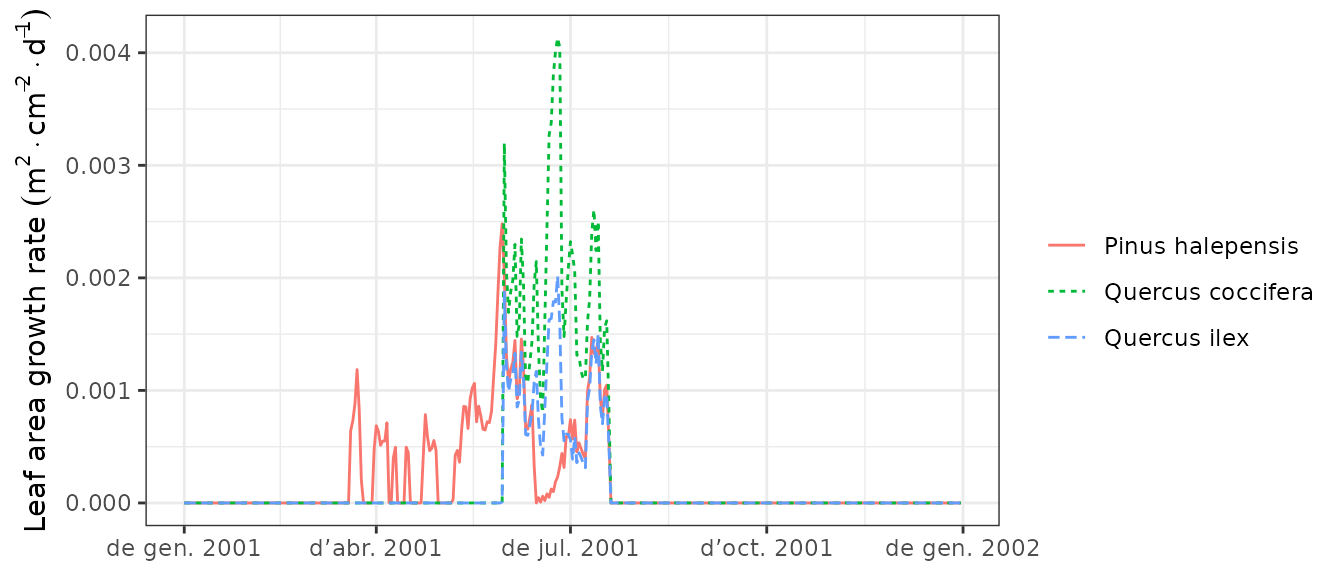 Leaf area growth rate (m² · cm⁻² · d⁻¹)
0.004
0.003
0.002
0.001
0.000
de gen. 2001
d’abr. 2001
de jul. 2001
d’oct. 2001
de gen. 2002
Pinus halepensis
Quercus coccifera
Quercus ilex